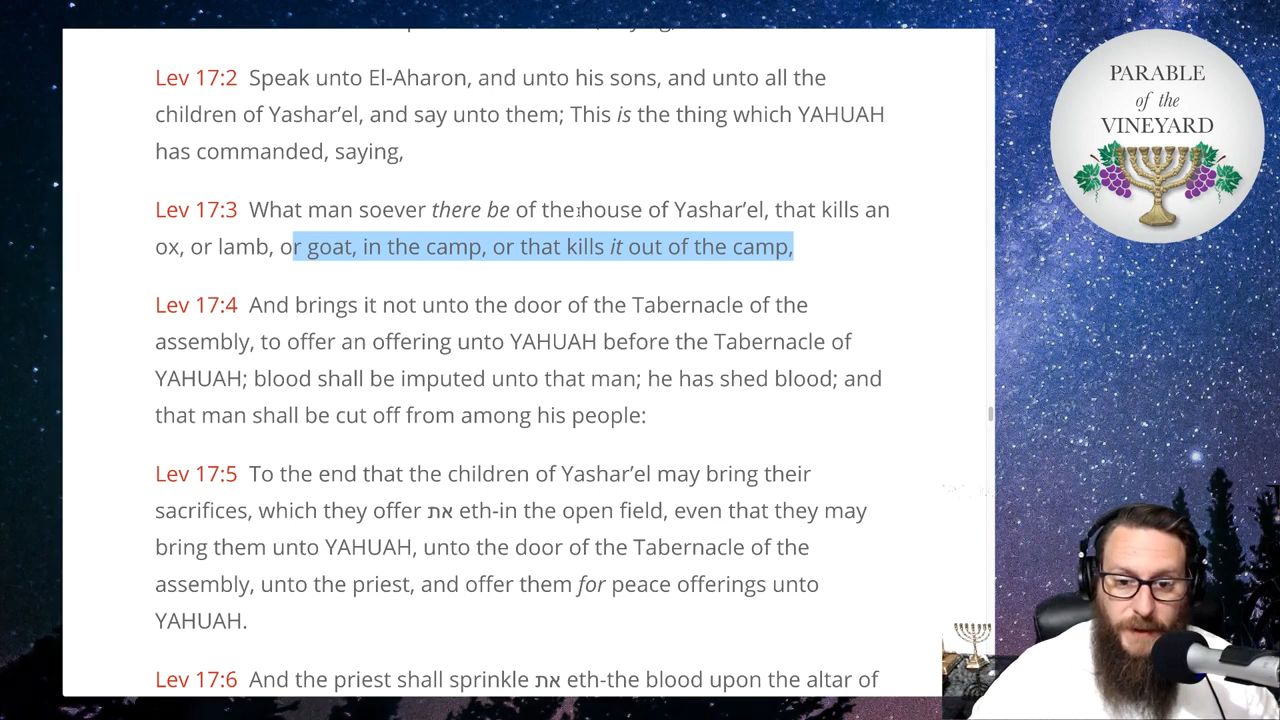 Lev 17:2 Speak unto El-Aharon, and unto his sons, and unto all the
children of Yashar’el, and say unto them; This is the thing which YAHUAH
has commanded, saying,
Lev 17:3 What man soever there be of the house of Yashar’el, that kills an
ox, or lamb, or goat, in the camp, or that kills it out of the camp,
Lev 17:4 And brings it not unto the door of the Tabernacle of the
assembly, to offer an offering unto YAHUAH before the Tabernacle of
YAHUAH; blood shall be imputed unto that man; he has shed blood; and
that man shall be cut off from among his people:
Lev 17:5 To the end that the children of Yashar’el may bring their
sacrifices, which they offer את eth-in the open field, even that they may
bring them unto YAHUAH, unto the door of the Tabernacle of the
assembly, unto the priest, and offer them for peace offerings unto
YAHUAH.
Lev 17:6 And the priest shall sprinkle את eth-the blood upon the altar of
PARABLE
of the
VINEYARD